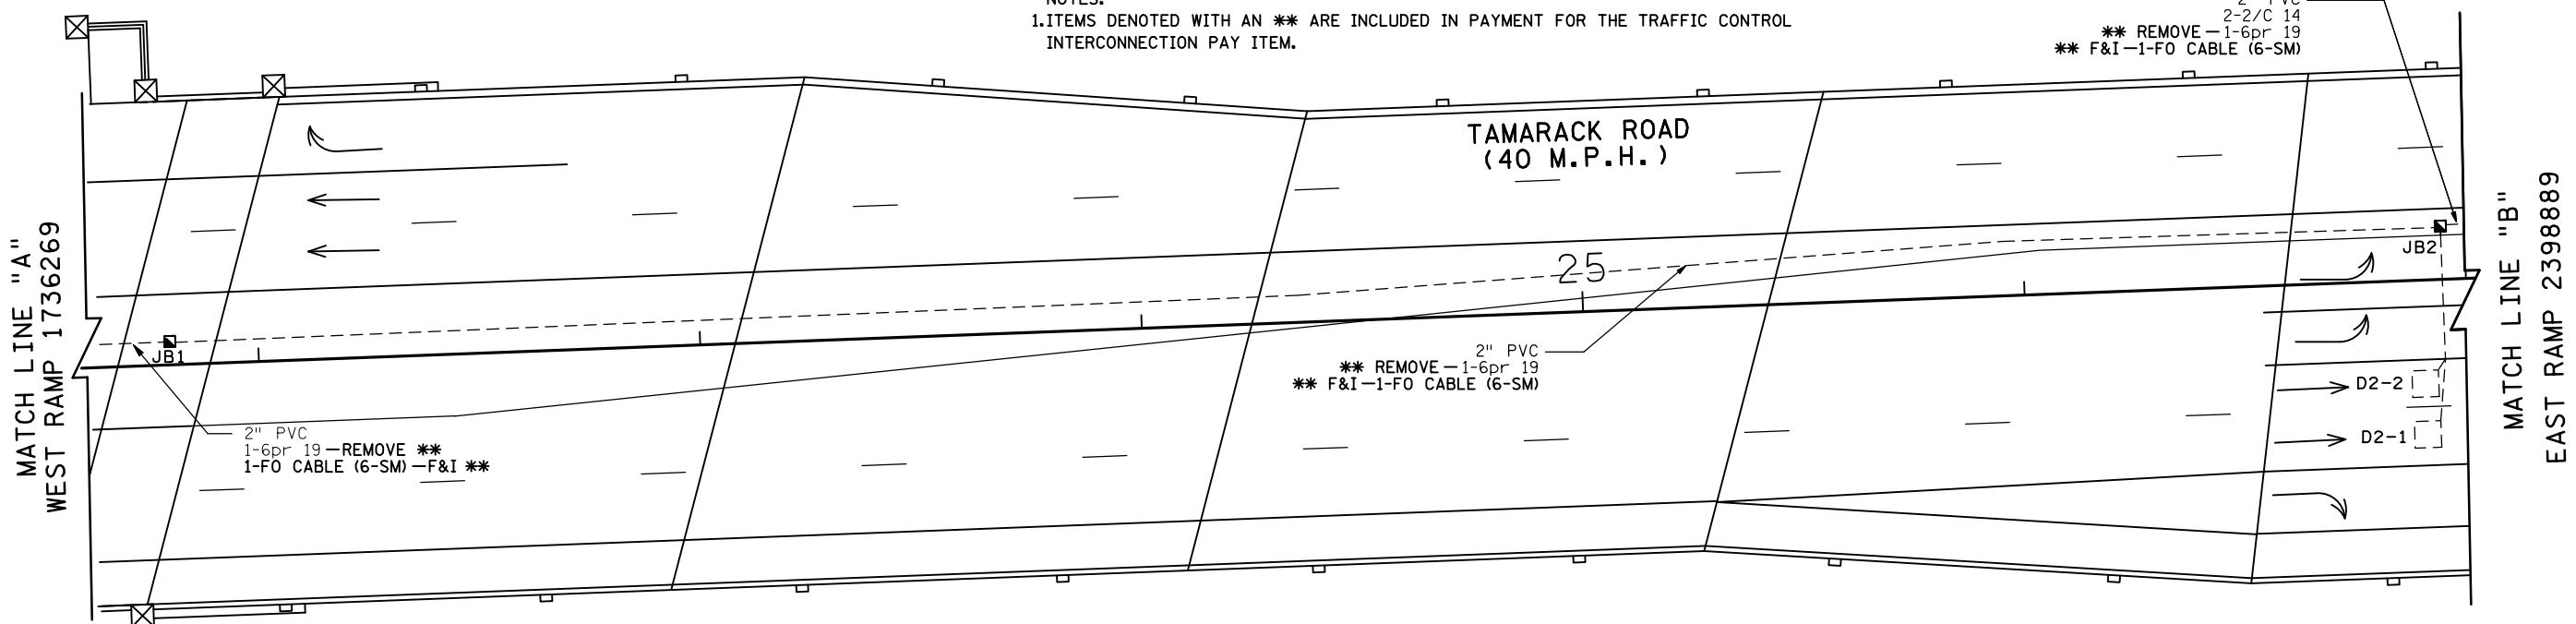 NOTES:
1.ITEMS DENOTED WITH AN ** ARE INCLUDED IN PAYMENT FOR THE TRAFFIC CONTROL
INTERCONNECTION PAY ITEM.
2" PVC
2-2/C 14
** REMOVE—1-6pr 19
** F&I—1-FO CABLE (6-SM)
TAMARACK ROAD
(40 M.P.H.)
MATCH LINE "A"
WEST RAMP 1736269
JB1
25
JB2
MATCH LINE "B"
EAST RAMP 2398889
2" PVC
** REMOVE—1-6pr 19
** F&I—1-FO CABLE (6-SM)
D2-2
D2-1
2" PVC
1-6pr 19—REMOVE **
1-FO CABLE (6-SM)—F&I **